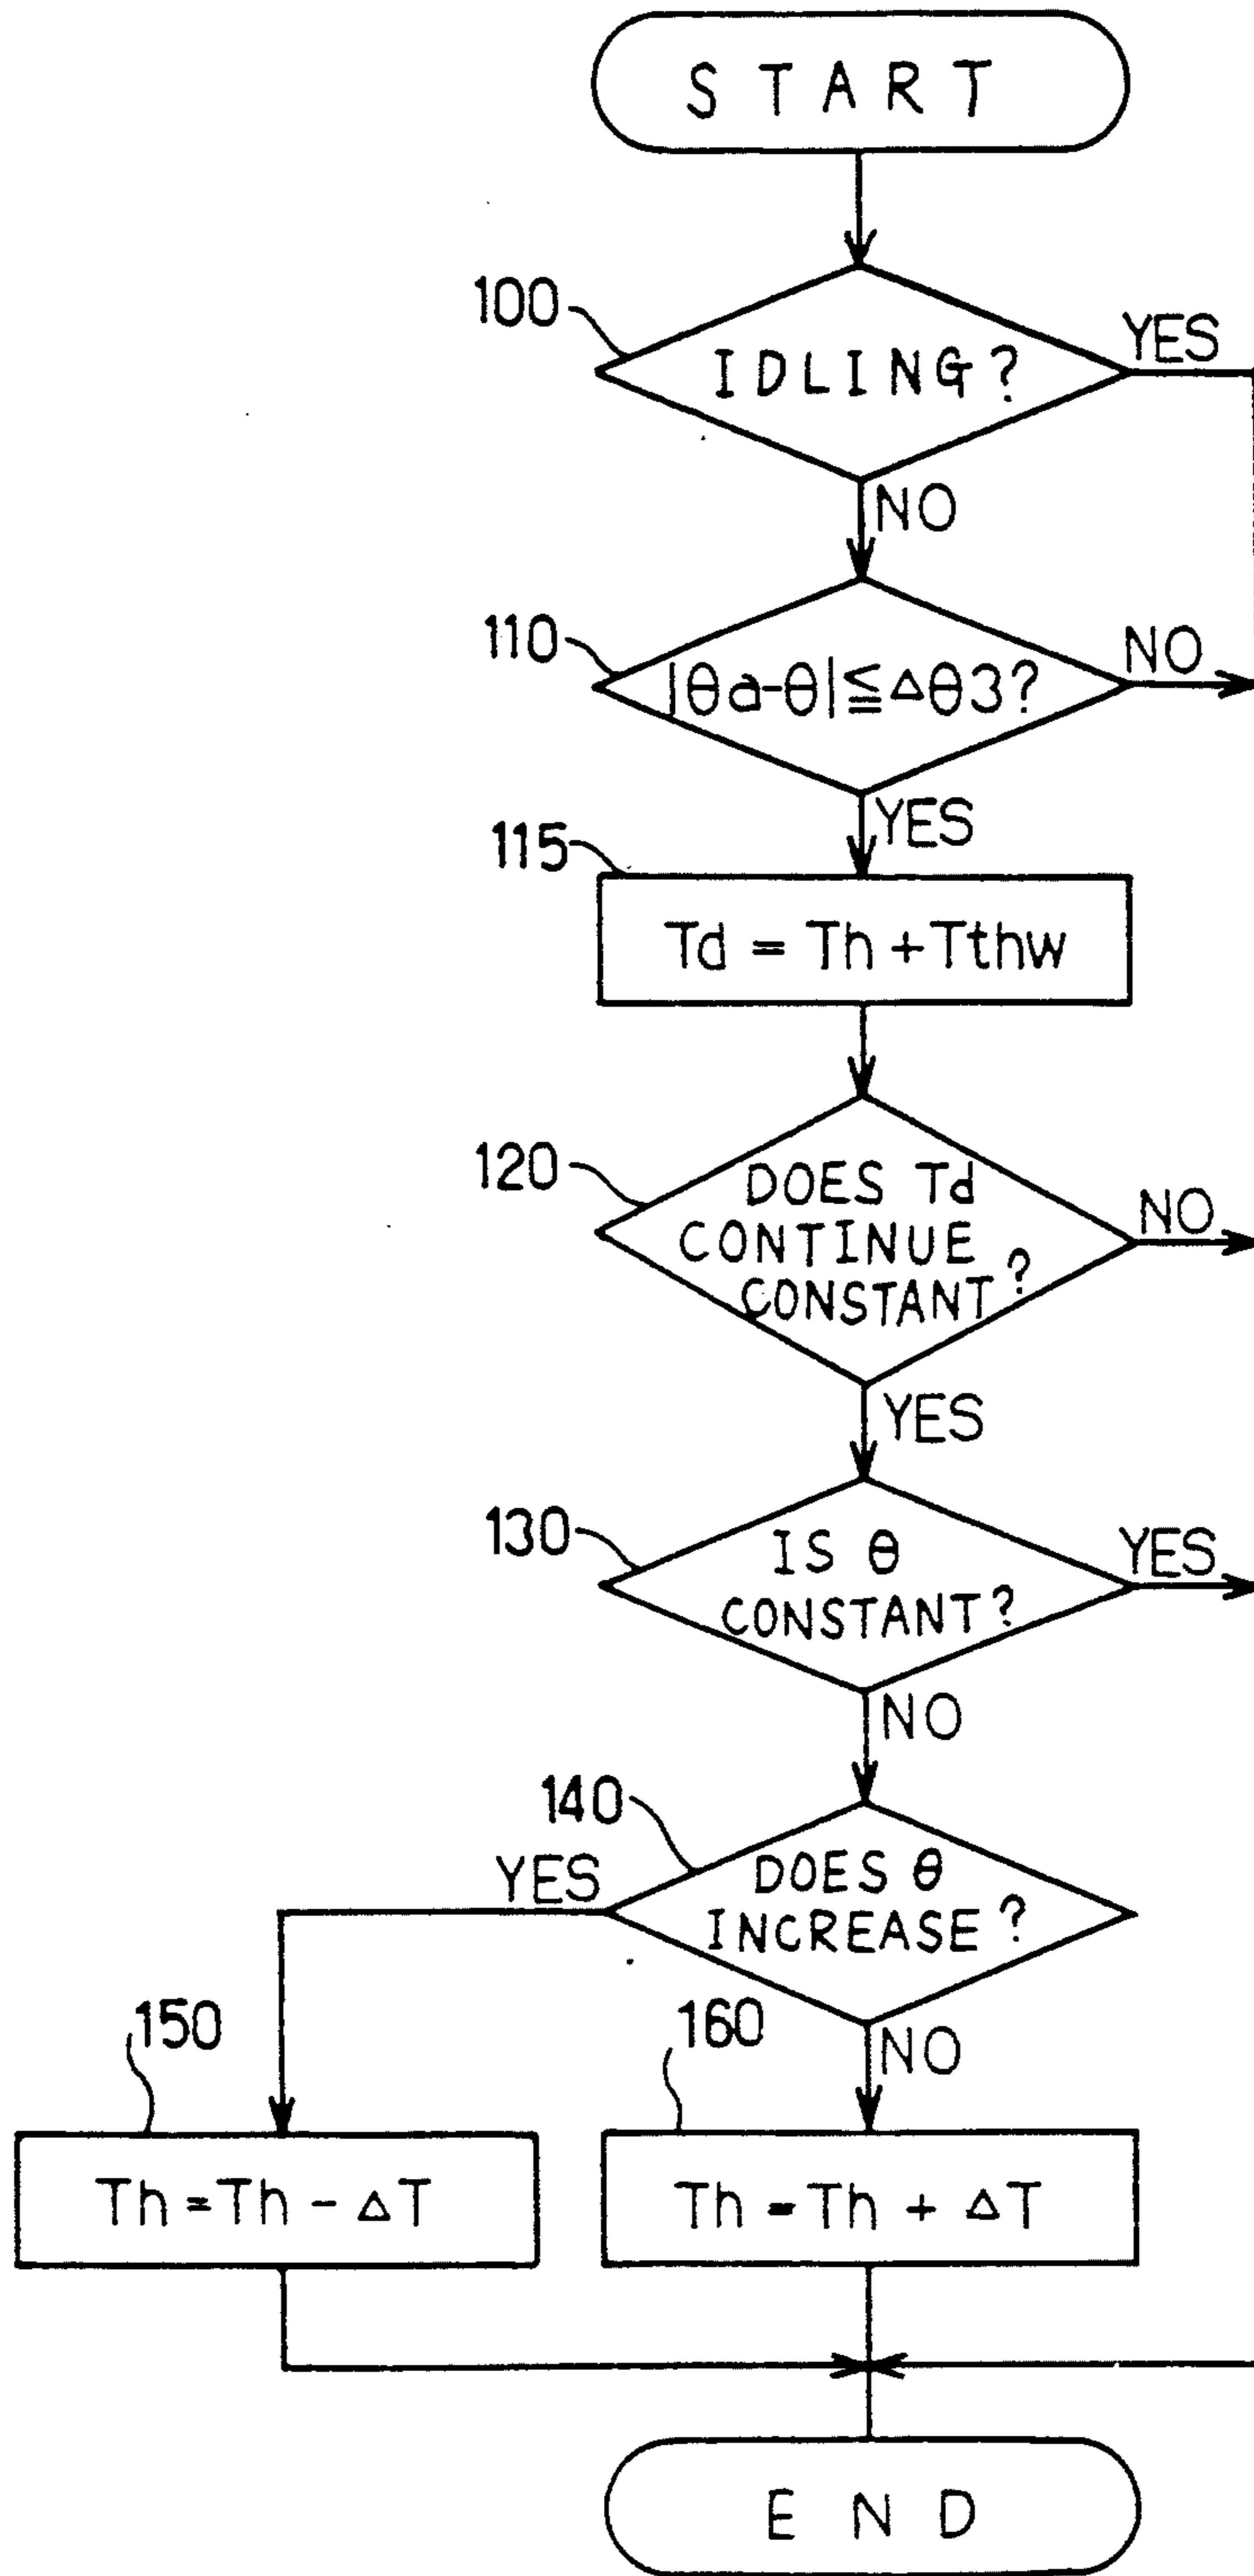 START
100
IDLING?
YES
NO
110
|θa-θ|≦Δθ3?
NO
YES
115
Td = Th + Tthw
120
DOES Td
CONTINUE
CONSTANT?
NO
YES
130
IS θ
CONSTANT?
YES
NO
140
DOES θ
INCREASE?
YES
NO
150
Th = Th - ΔT
160
Th = Th + ΔT
END